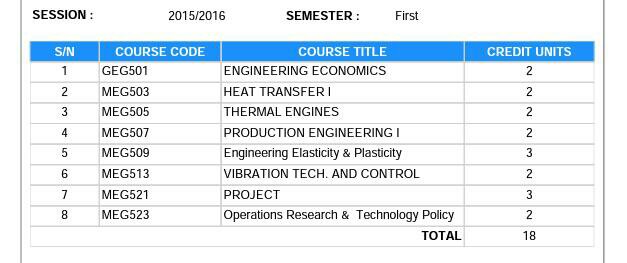 SESSION : 2015/2016 SEMESTER : First
S/N COURSE CODE COURSE TITLE CREDIT UNITS
1 GEG501 ENGINEERING ECONOMICS 2
2 MEG503 HEAT TRANSFER I 2
3 MEG505 THERMAL ENGINES 2
4 MEG507 PRODUCTION ENGINEERING I 2
5 MEG509 Engineering Elasticity & Plasticity 3
6 MEG513 VIBRATION TECH. AND CONTROL 2
7 MEG521 PROJECT 3
8 MEG523 Operations Research & Technology Policy 2
TOTAL 18